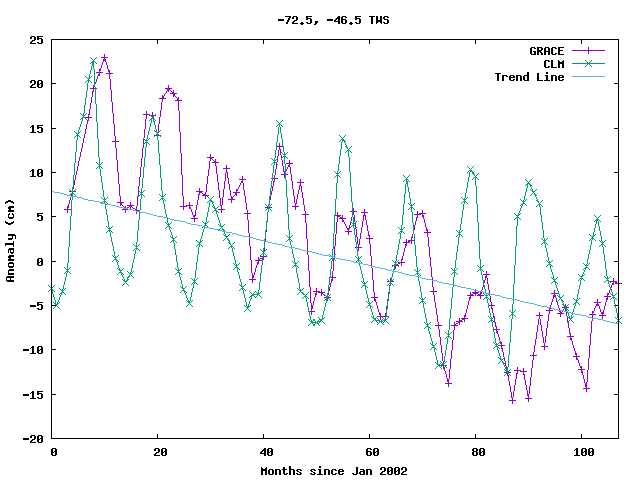 -72.5, -46.5 TWS
GRACE
CLM
Trend Line
25
20
15
10
5
0
-5
-10
-15
-20
Anomaly (cm)
0 20 40 60 80 100
Months since Jan 2002